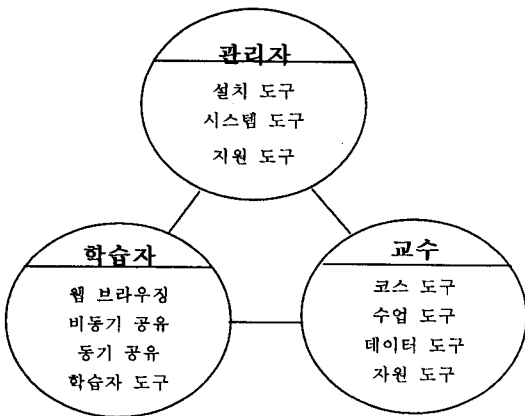 관리자
설치 도구
시스템 도구
지원 도구
학습자
웹 브라우징
비동기 공유
동기 공유
학습자 도구
교수
코스 도구
수업 도구
데이터 도구
자원 도구